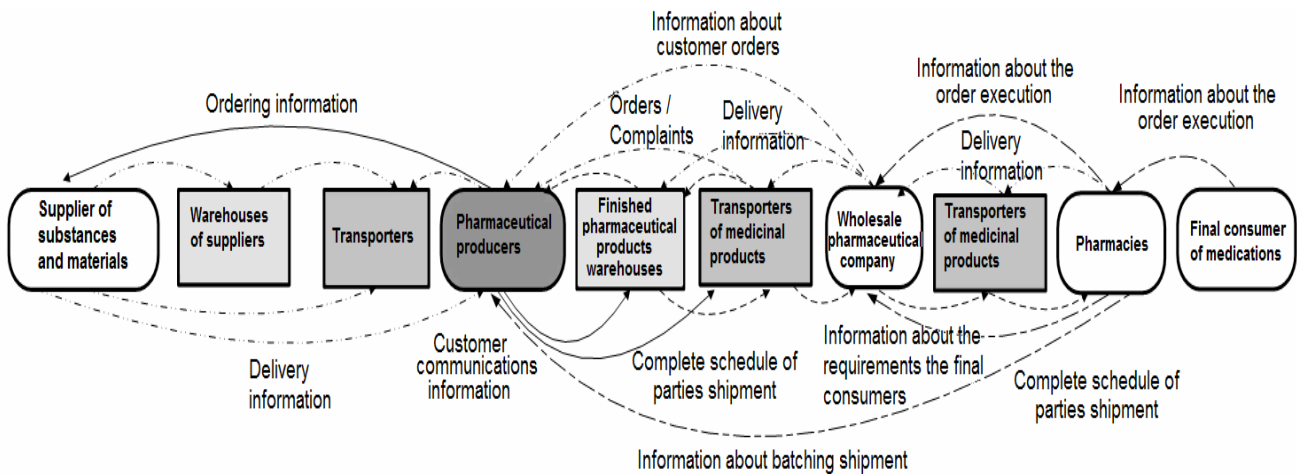 Information about
customer orders
Information about the
order execution
Information about the
order execution
Ordering information
Orders /
Complaints
Delivery
information
Delivery
information
Supplier of
substances
and materials
Warehouses
of suppliers
Transporters
Pharmaceutical
producers
Finished
pharmaceutical
products
warehouses
Transporters
of medicinal
products
Wholesale
pharmaceutical
company
Transporters
of medicinal
products
Pharmacies
Final consumer
of medications
Delivery
information
Customer
communications
information
Complete schedule of
parties shipment
Information about the
requirements the final
consumers
Complete schedule of
parties shipment
Information about batching shipment